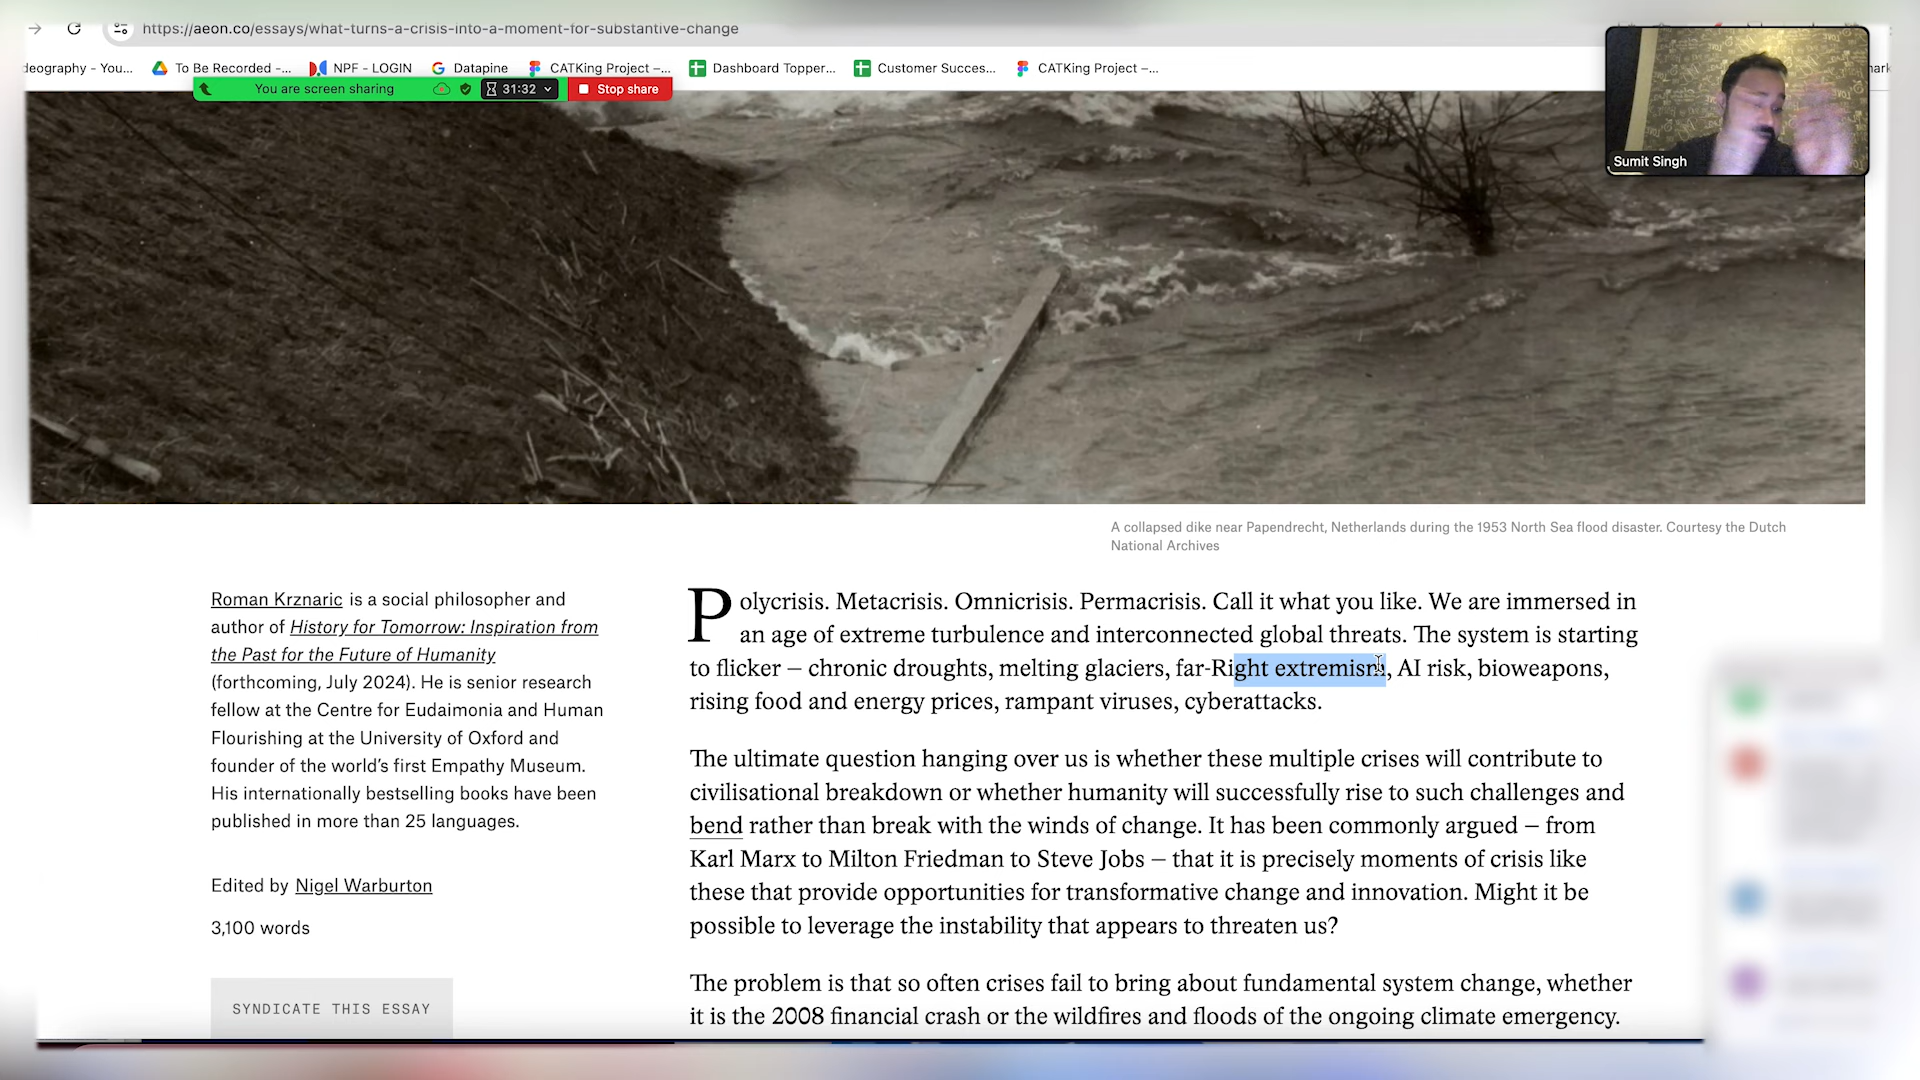 https://aeon.co/essays/what-turns-a-crisis-into-a-moment-for-substantive-change
deography - You...
To Be Recorded -...
NPF - LOGIN
Datapine
CATKing Project –...
Dashboard Topper...
Customer Succes...
CATKing Project –...
You are screen sharing
31:32
Stop share
Sumit Singh
A collapsed dike near Papendrecht, Netherlands during the 1953 North Sea flood disaster. Courtesy the Dutch
National Archives
Roman Krznaric is a social philosopher and
author of History for Tomorrow: Inspiration from
the Past for the Future of Humanity
(forthcoming, July 2024). He is senior research
fellow at the Centre for Eudaimonia and Human
Flourishing at the University of Oxford and
founder of the world's first Empathy Museum.
His internationally bestselling books have been
published in more than 25 languages.
Edited by Nigel Warburton
3,100 words
SYNDICATE THIS ESSAY
Polycrisis. Metacrisis. Omnicrisis. Permacrisis. Call it what you like. We are immersed in
an age of extreme turbulence and interconnected global threats. The system is starting
to flicker – chronic droughts, melting glaciers, far-Right extremism, AI risk, bioweapons,
rising food and energy prices, rampant viruses, cyberattacks.
The ultimate question hanging over us is whether these multiple crises will contribute to
civilisational breakdown or whether humanity will successfully rise to such challenges and
bend rather than break with the winds of change. It has been commonly argued – from
Karl Marx to Milton Friedman to Steve Jobs – that it is precisely moments of crisis like
these that provide opportunities for transformative change and innovation. Might it be
possible to leverage the instability that appears to threaten us?
The problem is that so often crises fail to bring about fundamental system change, whether
it is the 2008 financial crash or the wildfires and floods of the ongoing climate emergency.